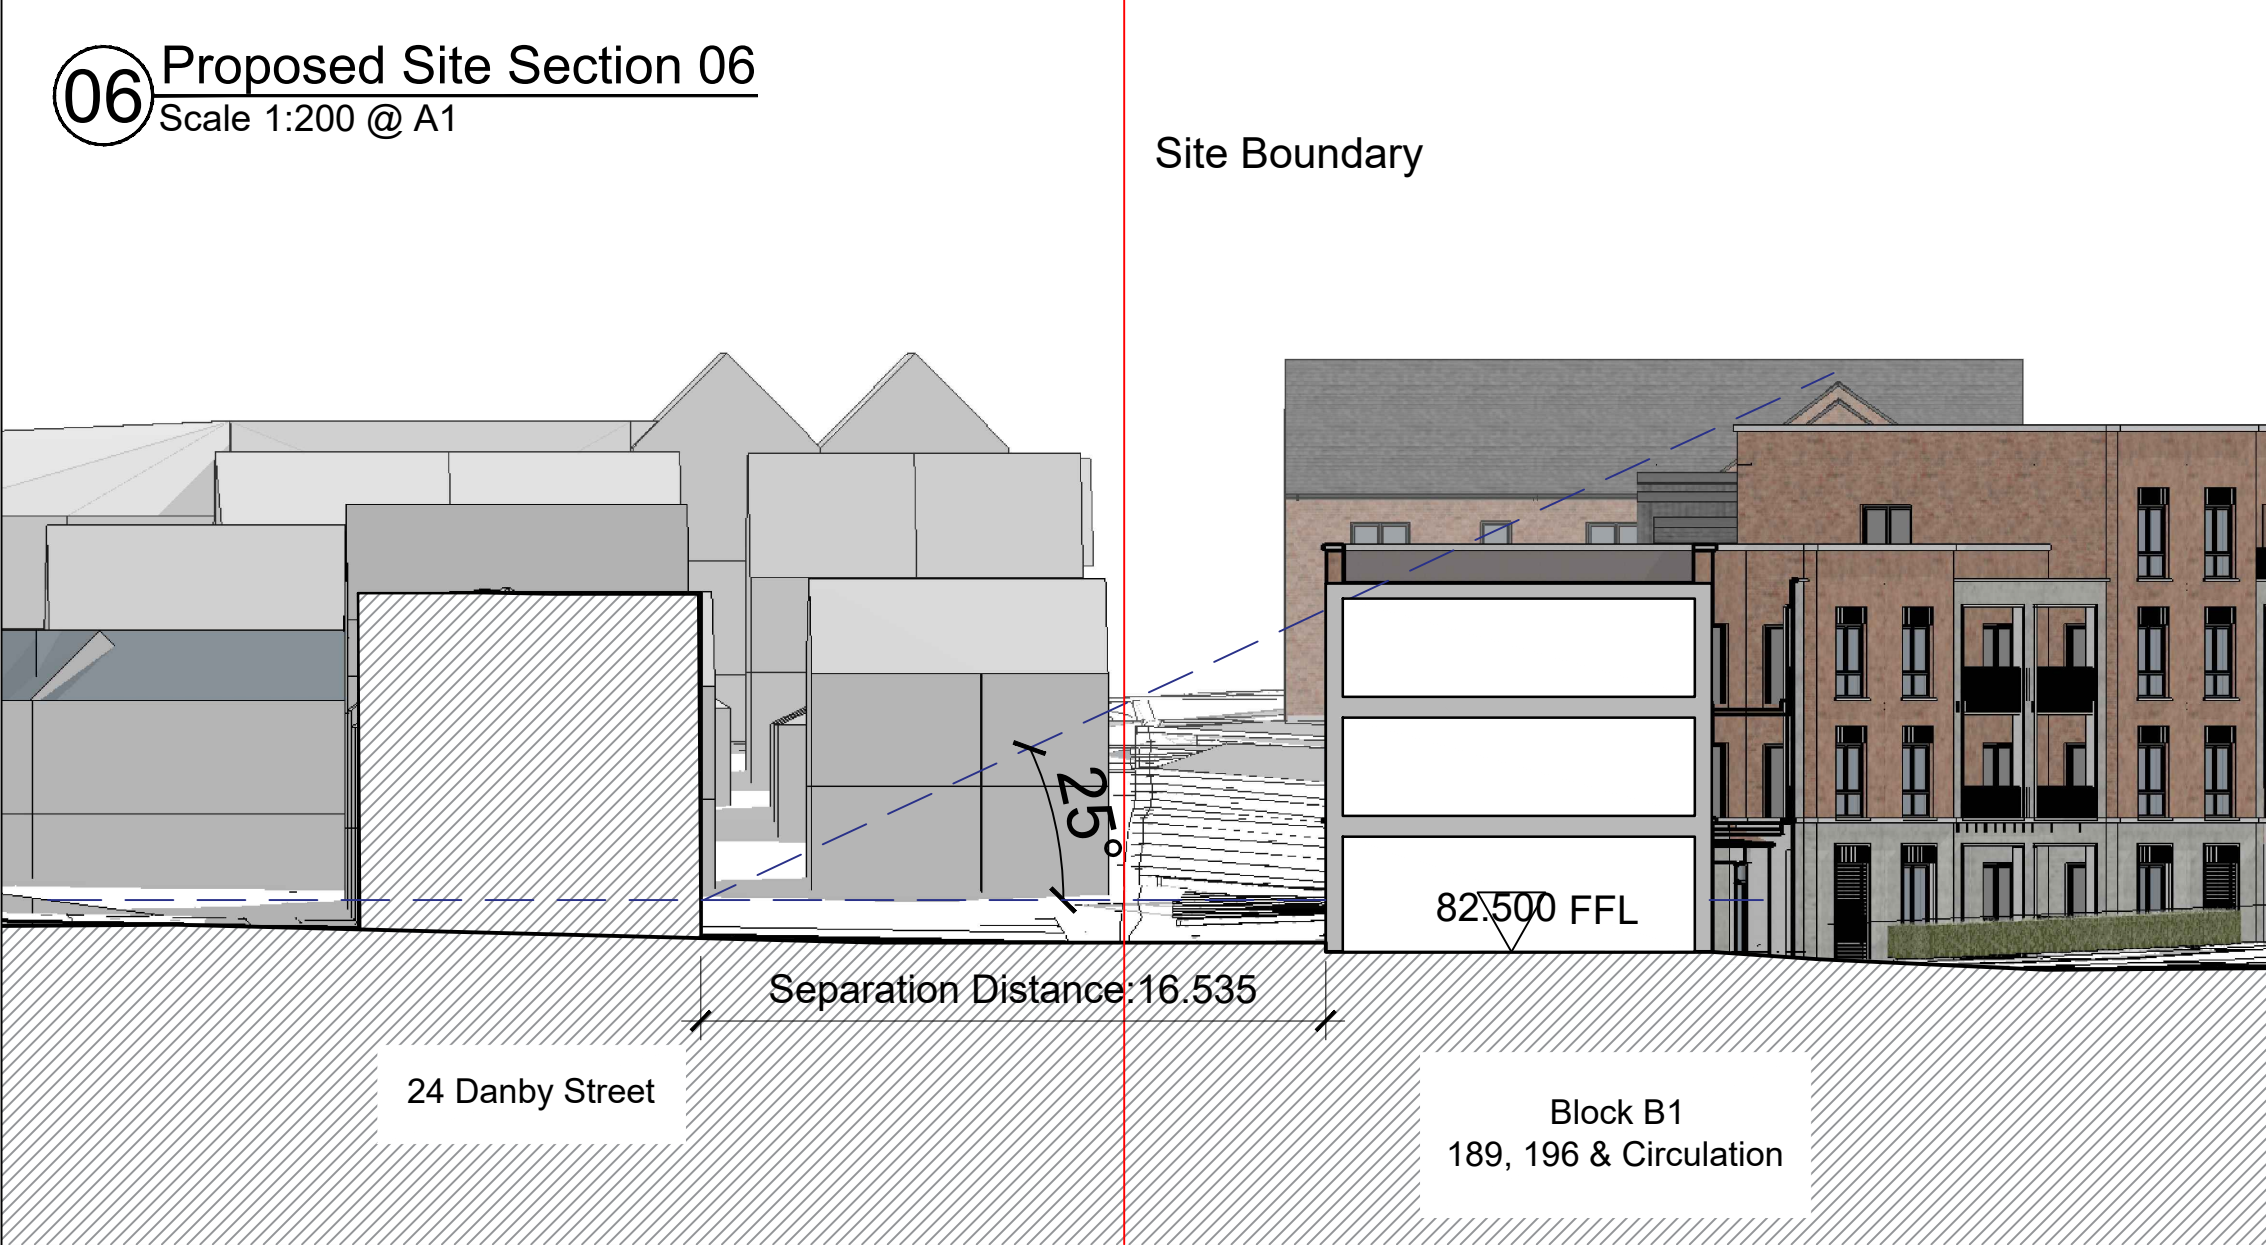 06
Proposed Site Section 06
Scale 1:200 @ A1
Site Boundary
25°
82.500 FFL
Separation Distance:16.535
24 Danby Street
Block B1
189, 196 & Circulation